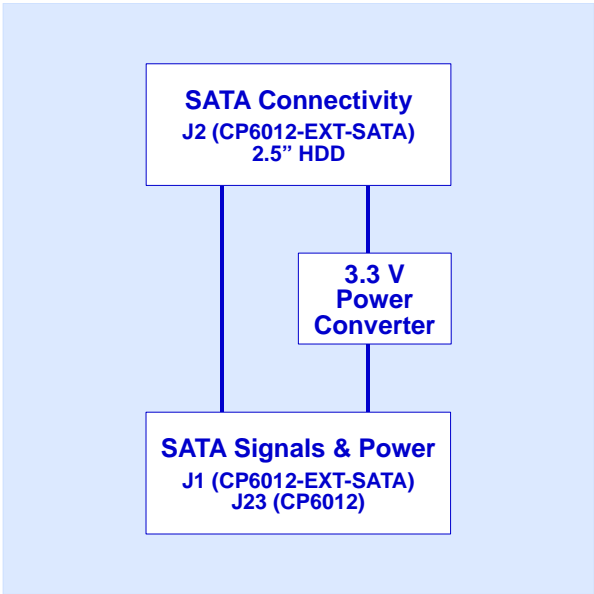 SATA Connectivity
J2 (CP6012-EXT-SATA)
2.5” HDD
3.3 V
Power
Converter
SATA Signals & Power
J1 (CP6012-EXT-SATA)
J23 (CP6012)